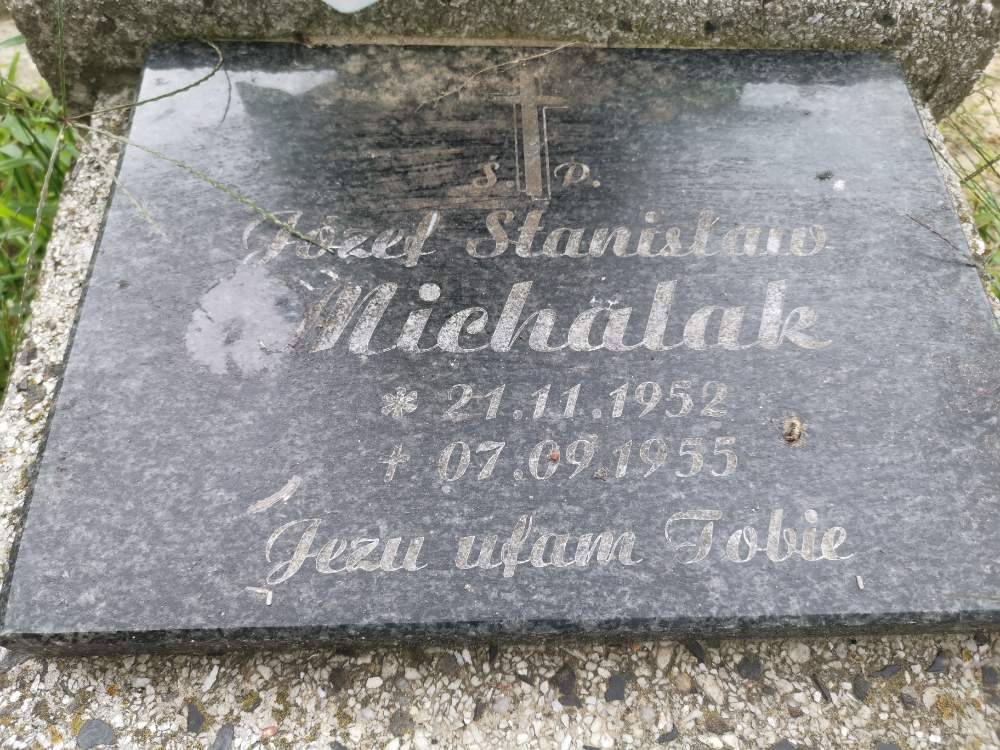 Ś. P.
Józef Stanisław
Michalak
* 21.11.1952
+ 07.09.1955
Jezu ufam Tobie